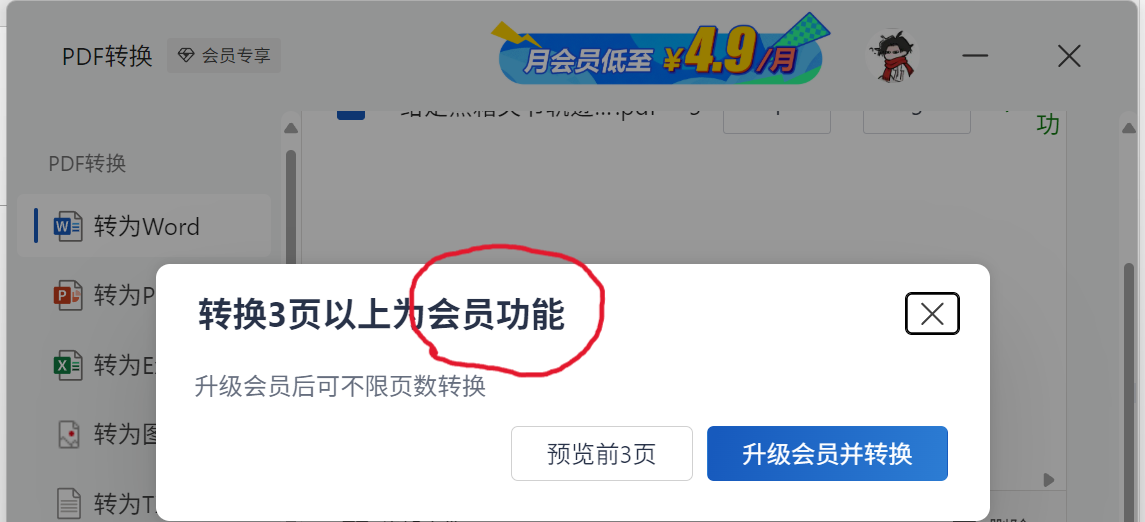 PDF转换 会员专享
月会员低至 ¥4.9/月
功
PDF转换
转为Word
转为P
转为Ex
转为图
转为T
转换3页以上为会员功能
升级会员后可不限页数转换
预览前3页
升级会员并转换